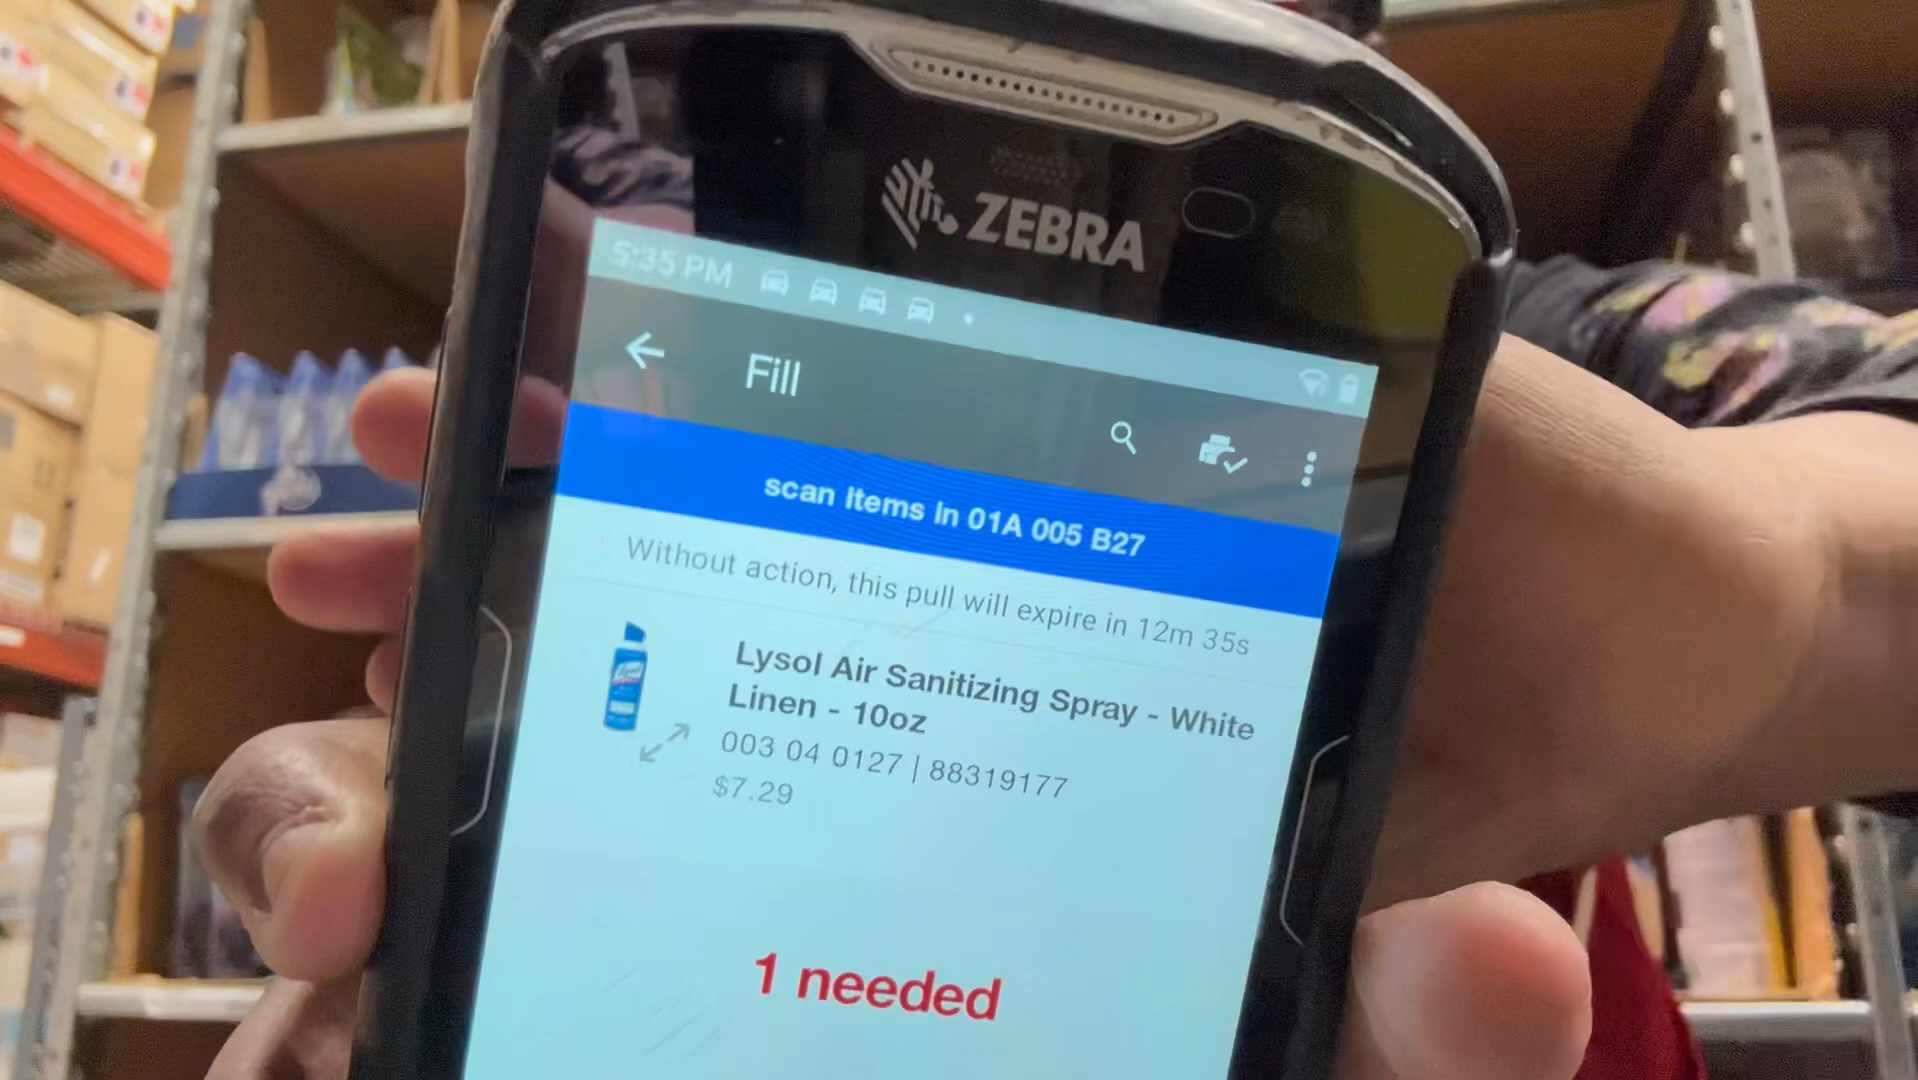 ZEBRA
5:35 PM
Fill
scan items in 01A 005 B27
Without action, this pull will expire in 12m 35s
Lysol Air Sanitizing Spray - White
Linen - 10oz
003 04 0127 | 88319177
$7.29
1 needed